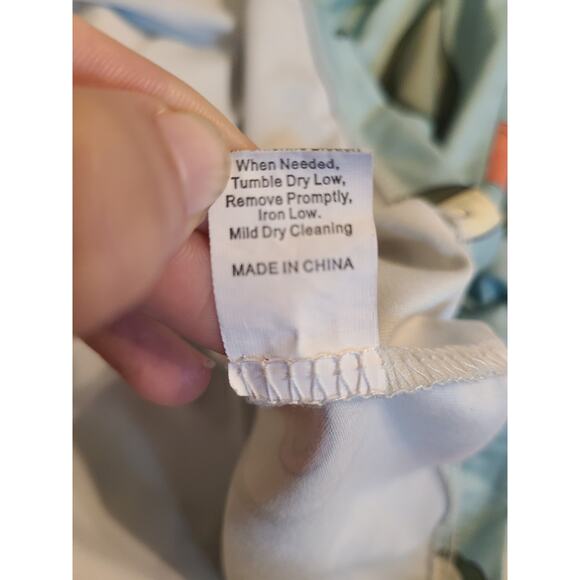 When Needed,
Tumble Dry Low,
Remove Promptly,
Iron Low.
Mild Dry Cleaning
MADE IN CHINA